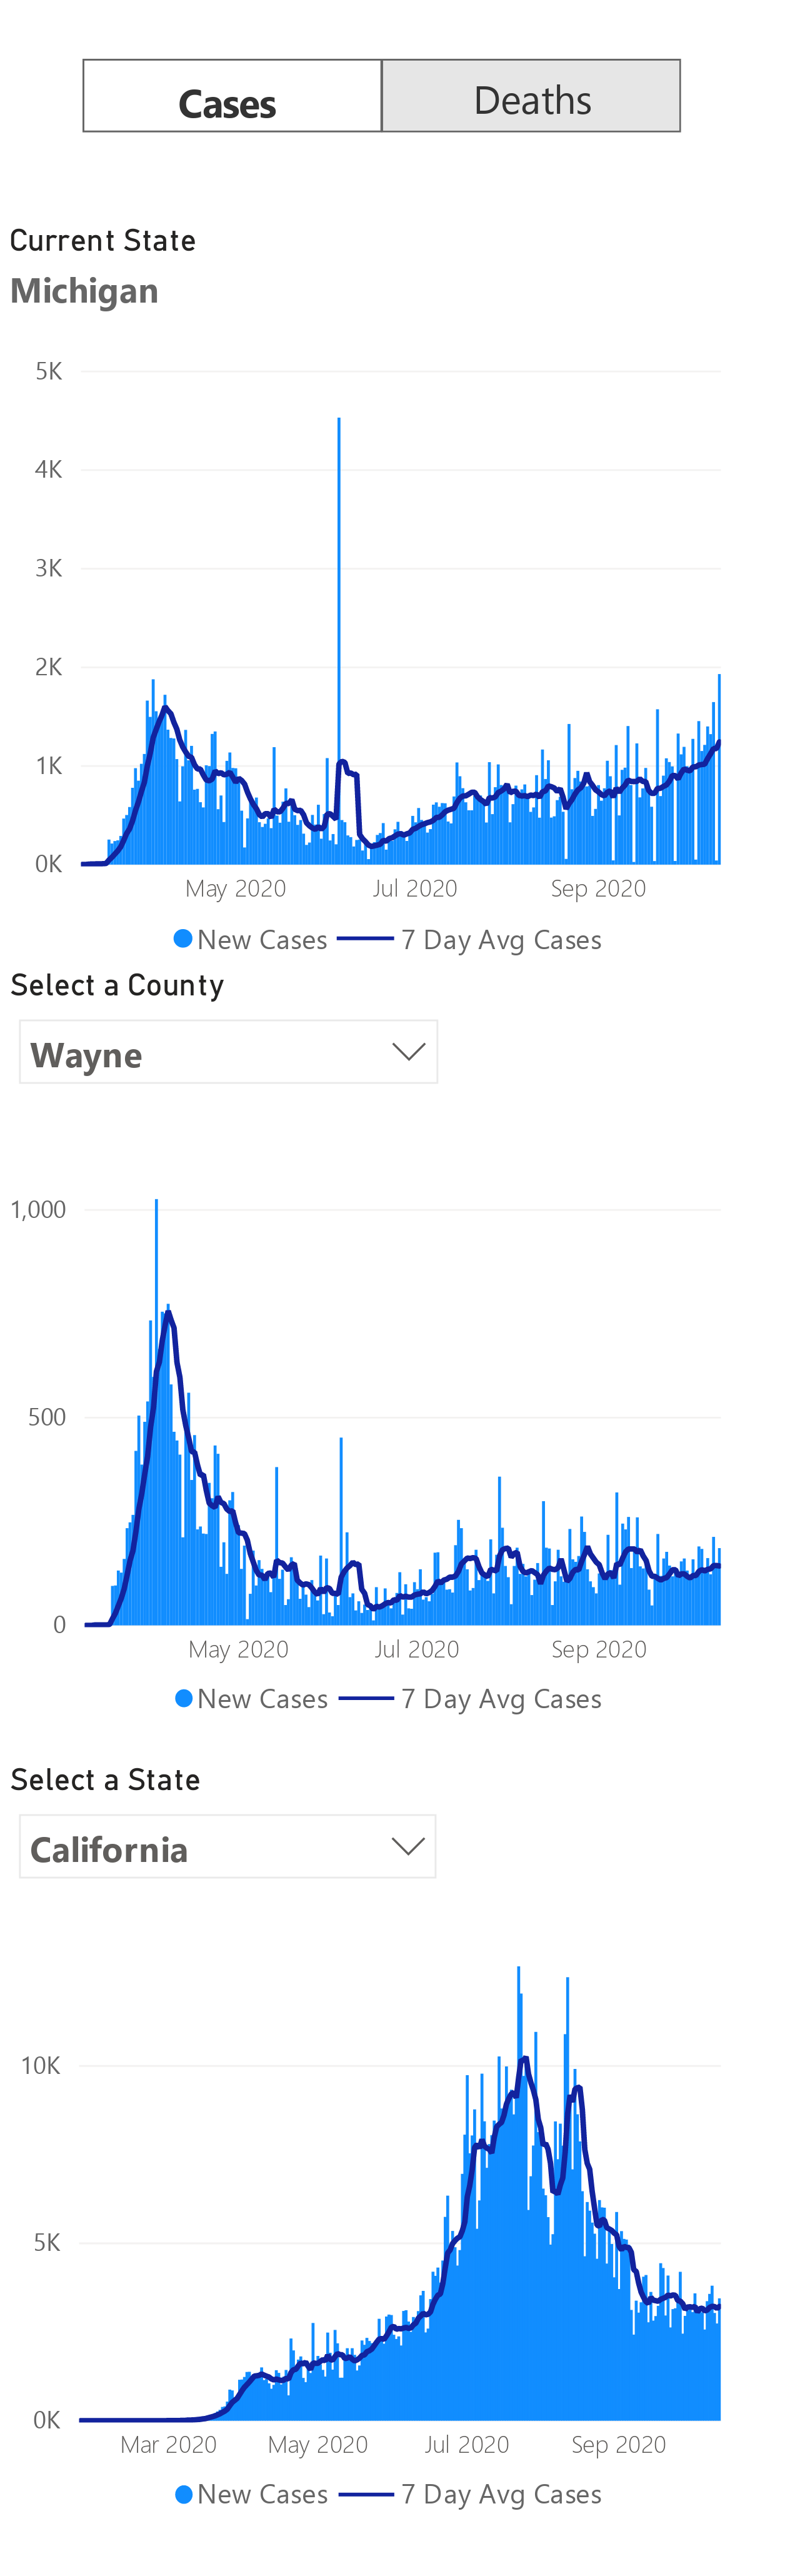 Cases
Deaths
Current State
Michigan
5K
4K
3K
2K
1K
0K
May 2020 Jul 2020 Sep 2020
New Cases 7 Day Avg Cases
Select a County
Wayne
1,000
500
0
May 2020 Jul 2020 Sep 2020
New Cases 7 Day Avg Cases
Select a State
California
10K
5K
0K
Mar 2020 May 2020 Jul 2020 Sep 2020
New Cases 7 Day Avg Cases